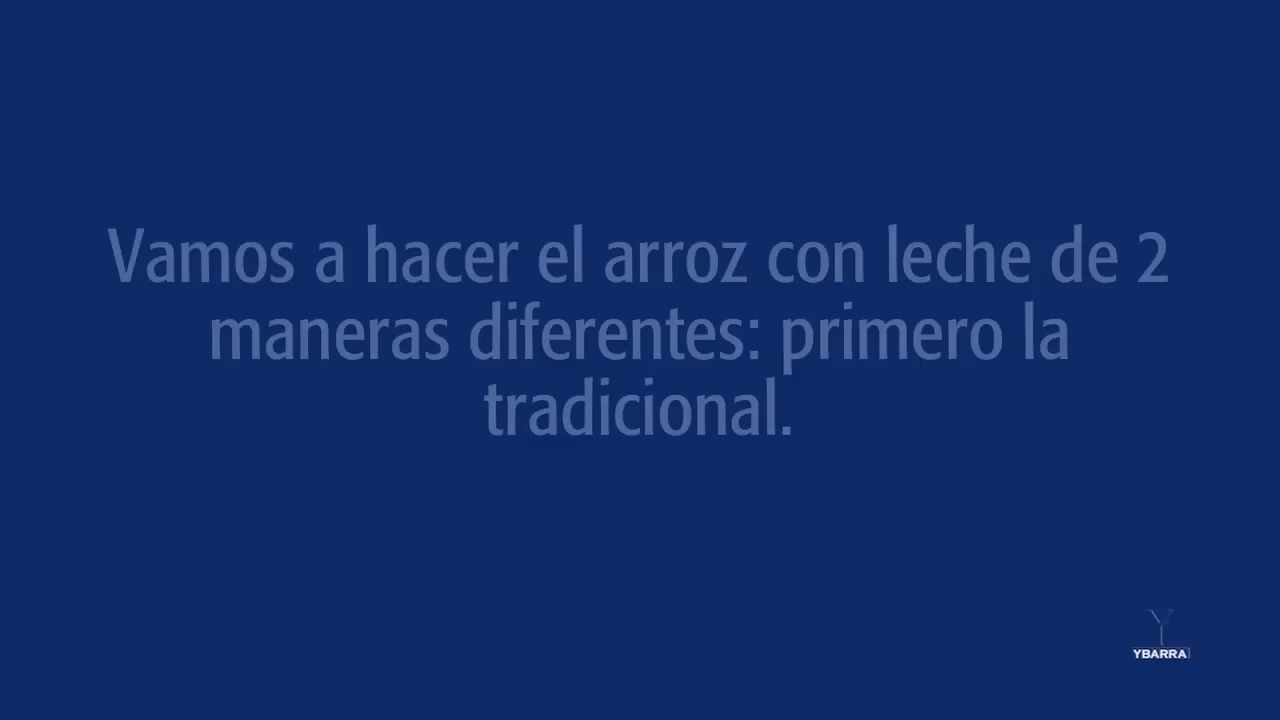 Vamos a hacer el arroz con leche de 2
maneras diferentes: primero la
tradicional.
Y
YBARRA